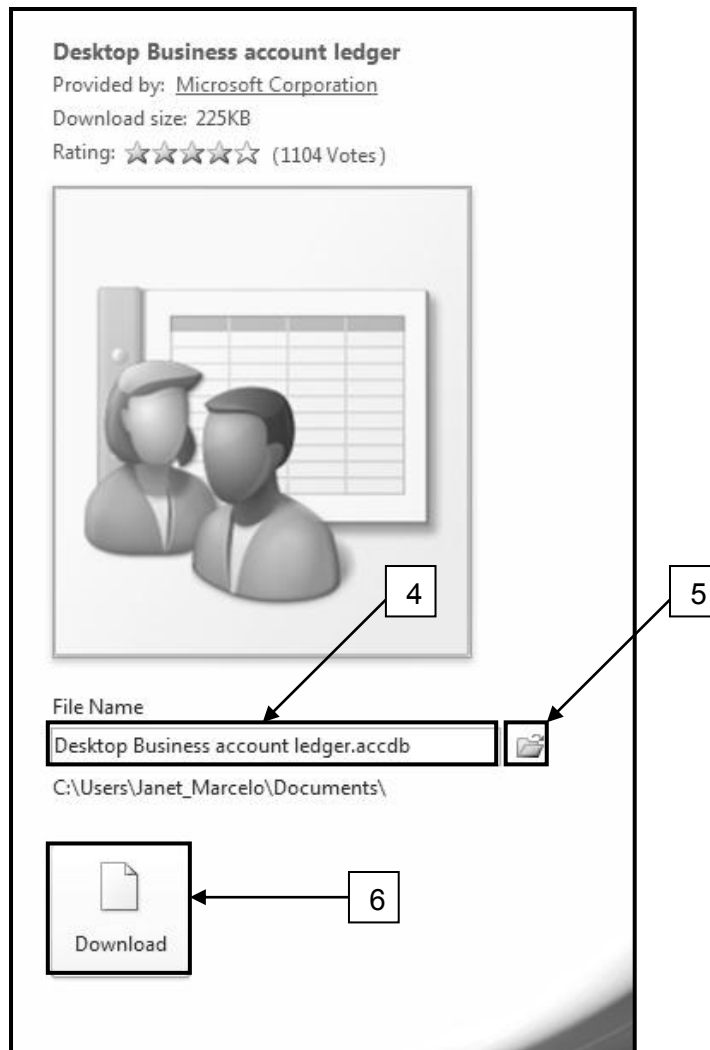 Desktop Business account ledger
Provided by: Microsoft Corporation
Download size: 225KB
Rating: (1104 Votes)
4
5
File Name
Desktop Business account ledger.accdb
C:\Users\Janet_Marcelo\Documents\
6
Download